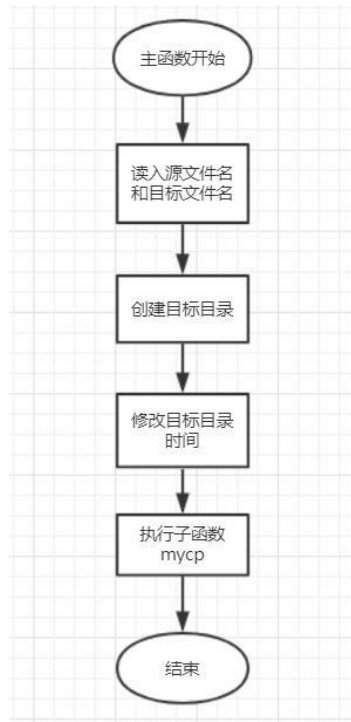 主函数开始
读入源文件名
和目标文件名
创建目标目录
修改目标目录
时间
执行子函数
mycp
结束